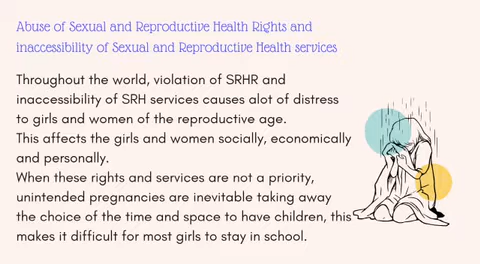 Abuse of Sexual and Reproductive Health Rights and
inaccessibility of Sexual and Reproductive Health services
Throughout the world, violation of SRHR and
inaccessibility of SRH services causes alot of distress
to girls and women of the reproductive age.
This affects the girls and women socially, economically
and personally.
When these rights and services are not a priority,
unintended pregnancies are inevitable taking away
the choice of the time and space to have children, this
makes it difficult for most girls to stay in school.